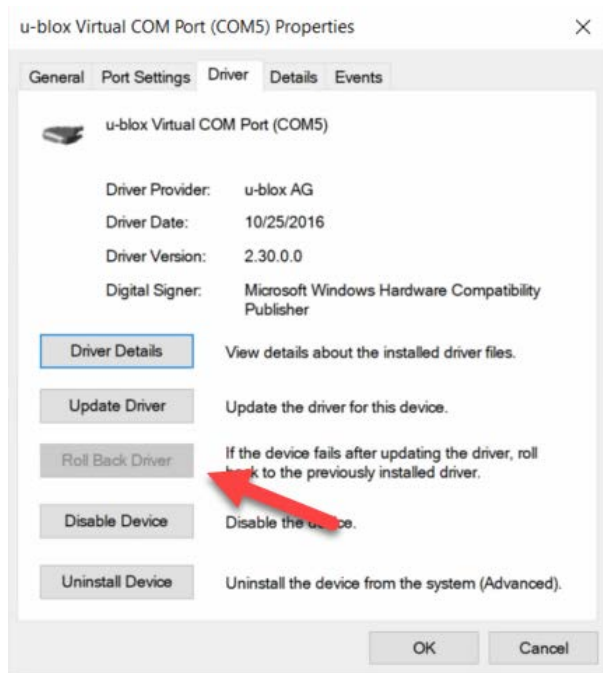 u-blox Virtual COM Port (COM5) Properties
General Port Settings Driver Details Events
u-blox Virtual COM Port (COM5)
Driver Provider: u-blox AG
Driver Date: 10/25/2016
Driver Version: 2.30.0.0
Digital Signer: Microsoft Windows Hardware Compatibility
Publisher
Driver Details View details about the installed driver files.
Update Driver Update the driver for this device.
Roll Back Driver If the device fails after updating the driver, roll
back to the previously installed driver.
Disable Device Disable the device.
Uninstall Device Uninstall the device from the system (Advanced).
OK Cancel